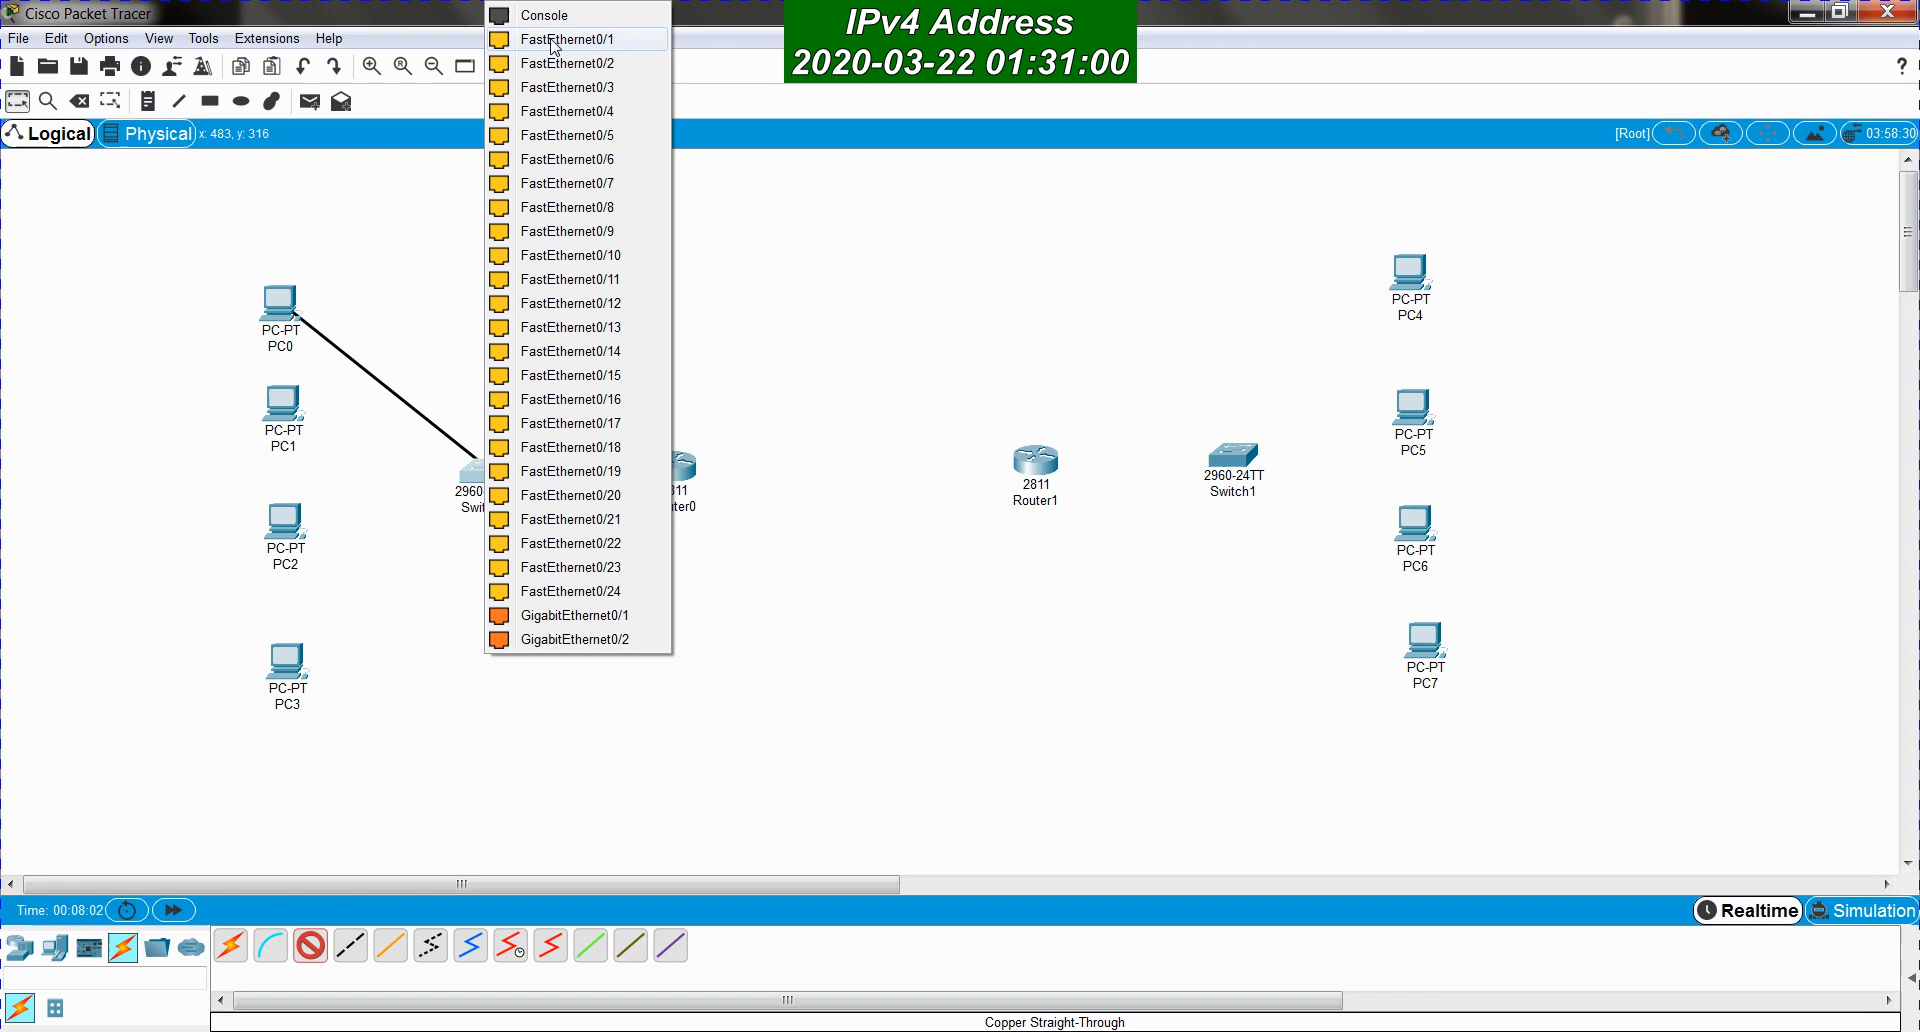 Cisco Packet Tracer
IPv4 Address
2020-03-22 01:31:00
File Edit Options View Tools Extensions Help
?
Logical Physical x: 483, y: 316
[Root] 03:58:30
Console
FastEthernet0/1
FastEthernet0/2
FastEthernet0/3
FastEthernet0/4
FastEthernet0/5
FastEthernet0/6
FastEthernet0/7
FastEthernet0/8
FastEthernet0/9
FastEthernet0/10
FastEthernet0/11
FastEthernet0/12
FastEthernet0/13
FastEthernet0/14
FastEthernet0/15
FastEthernet0/16
FastEthernet0/17
FastEthernet0/18
FastEthernet0/19
FastEthernet0/20
FastEthernet0/21
FastEthernet0/22
FastEthernet0/23
FastEthernet0/24
GigabitEthernet0/1
GigabitEthernet0/2
PC-PT
PC0
PC-PT
PC1
PC-PT
PC2
PC-PT
PC3
2960-
Swit
311
uter0
2811
Router1
2960-24TT
Switch1
PC-PT
PC4
PC-PT
PC5
PC-PT
PC6
PC-PT
PC7
Time: 00:08:02
Realtime Simulation
Copper Straight-Through